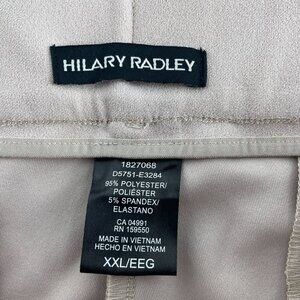 HILARY RADLEY
1827068
D5751-E3284
95% POLYESTER/
POLIÉSTER
5% SPANDEX/
ELASTANO
CA 04991
RN 159550
MADE IN VIETNAM
HECHO EN VIETNAM
XXL/EEG